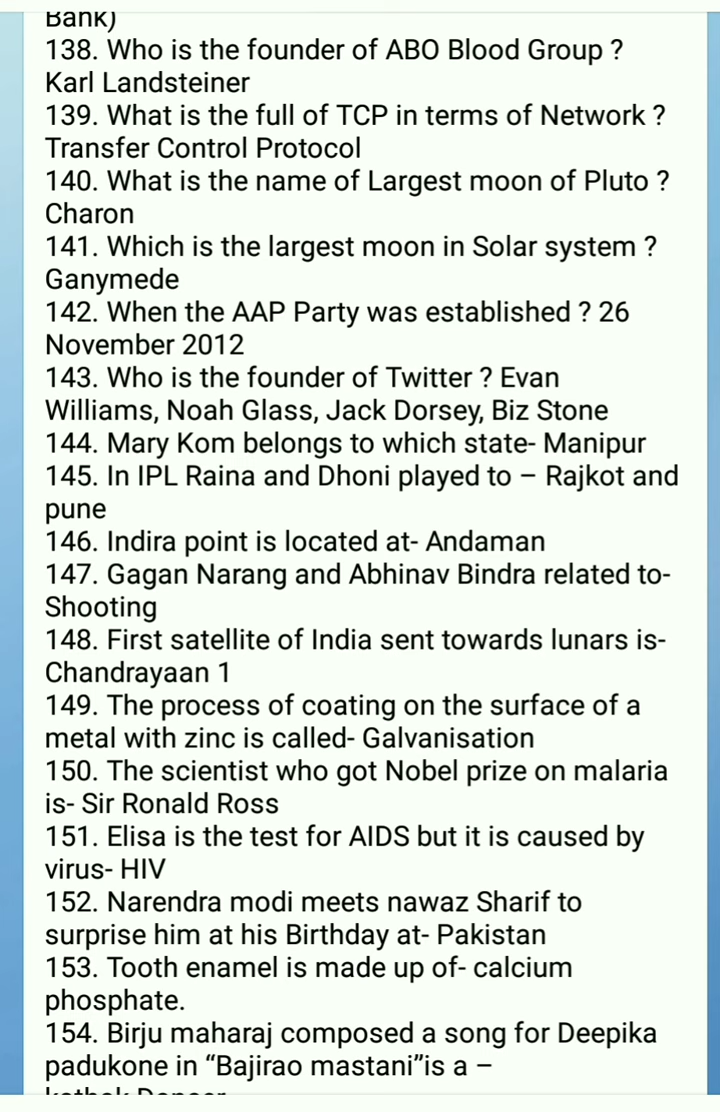 Bank)
138. Who is the founder of ABO Blood Group ?
Karl Landsteiner
139. What is the full of TCP in terms of Network ?
Transfer Control Protocol
140. What is the name of Largest moon of Pluto ?
Charon
141. Which is the largest moon in Solar system ?
Ganymede
142. When the AAP Party was established ? 26
November 2012
143. Who is the founder of Twitter ? Evan
Williams, Noah Glass, Jack Dorsey, Biz Stone
144. Mary Kom belongs to which state- Manipur
145. In IPL Raina and Dhoni played to – Rajkot and
pune
146. Indira point is located at- Andaman
147. Gagan Narang and Abhinav Bindra related to-
Shooting
148. First satellite of India sent towards lunars is-
Chandrayaan 1
149. The process of coating on the surface of a
metal with zinc is called- Galvanisation
150. The scientist who got Nobel prize on malaria
is- Sir Ronald Ross
151. Elisa is the test for AIDS but it is caused by
virus- HIV
152. Narendra modi meets nawaz Sharif to
surprise him at his Birthday at- Pakistan
153. Tooth enamel is made up of- calcium
phosphate.
154. Birju maharaj composed a song for Deepika
padukone in “Bajirao mastani”is a –
kathak Dancer